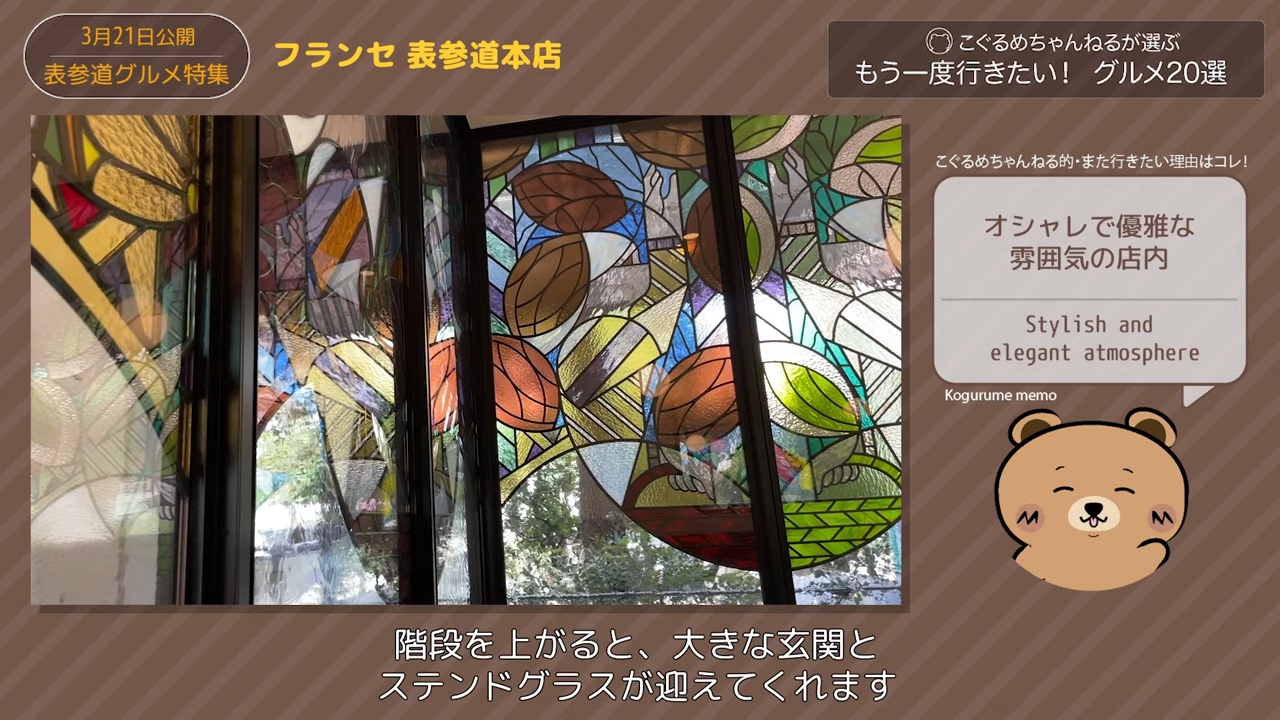 3月21日公開
表参道グルメ特集
フランセ 表参道本店
こぐるめちゃんねるが選ぶ
もう一度行きたい! グルメ20選
こぐるめちゃんねる的・また行きたい理由はコレ!
オシャレで優雅な
雰囲気の店内
Stylish and
elegant atmosphere
Kogurume memo
階段を上がると、大きな玄関と
ステンドグラスが迎えてくれます